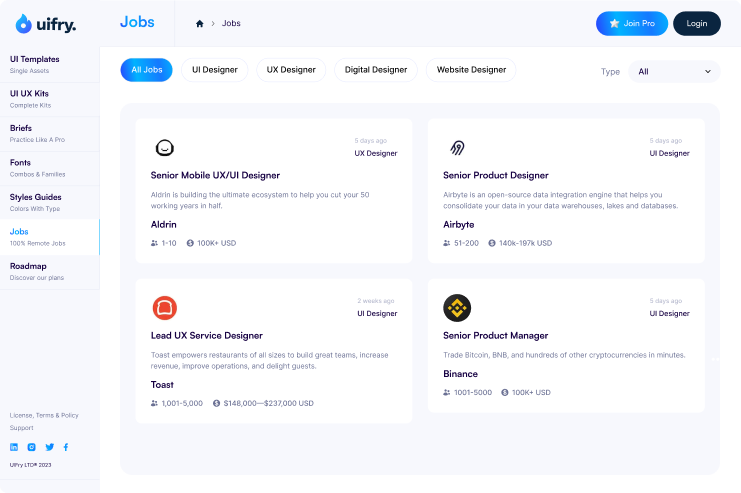 uifry.
UI Templates
Single Assets
UI UX Kits
Complete Kits
Briefs
Practice Like A Pro
Fonts
Combos & Families
Styles Guides
Colors With Type
Jobs
100% Remote Jobs
Roadmap
Discover our plans
License, Terms & Policy
Support
UiFry LTD® 2023
Jobs
Jobs
Join Pro
Login
All Jobs
UI Designer
UX Designer
Digital Designer
Website Designer
Type
All
5 days ago
UX Designer
Senior Mobile UX/UI Designer
Aldrin is building the ultimate ecosystem to help you cut your 50
working years in half.
Aldrin
1-10
100K+ USD
5 days ago
UI Designer
Senior Product Designer
Airbyte is an open-source data integration engine that helps you
consolidate your data in your data warehouses, lakes and databases.
Airbyte
51-200
140k-197k USD
2 weeks ago
UI Designer
Lead UX Service Designer
Toast empowers restaurants of all sizes to build great teams, increase
revenue, improve operations, and delight guests.
Toast
1,001-5,000
$148,000—$237,000 USD
5 days ago
UI Designer
Senior Product Manager
Trade Bitcoin, BNB, and hundreds of other cryptocurrencies in minutes.
Binance
1001-5000
100K+ USD